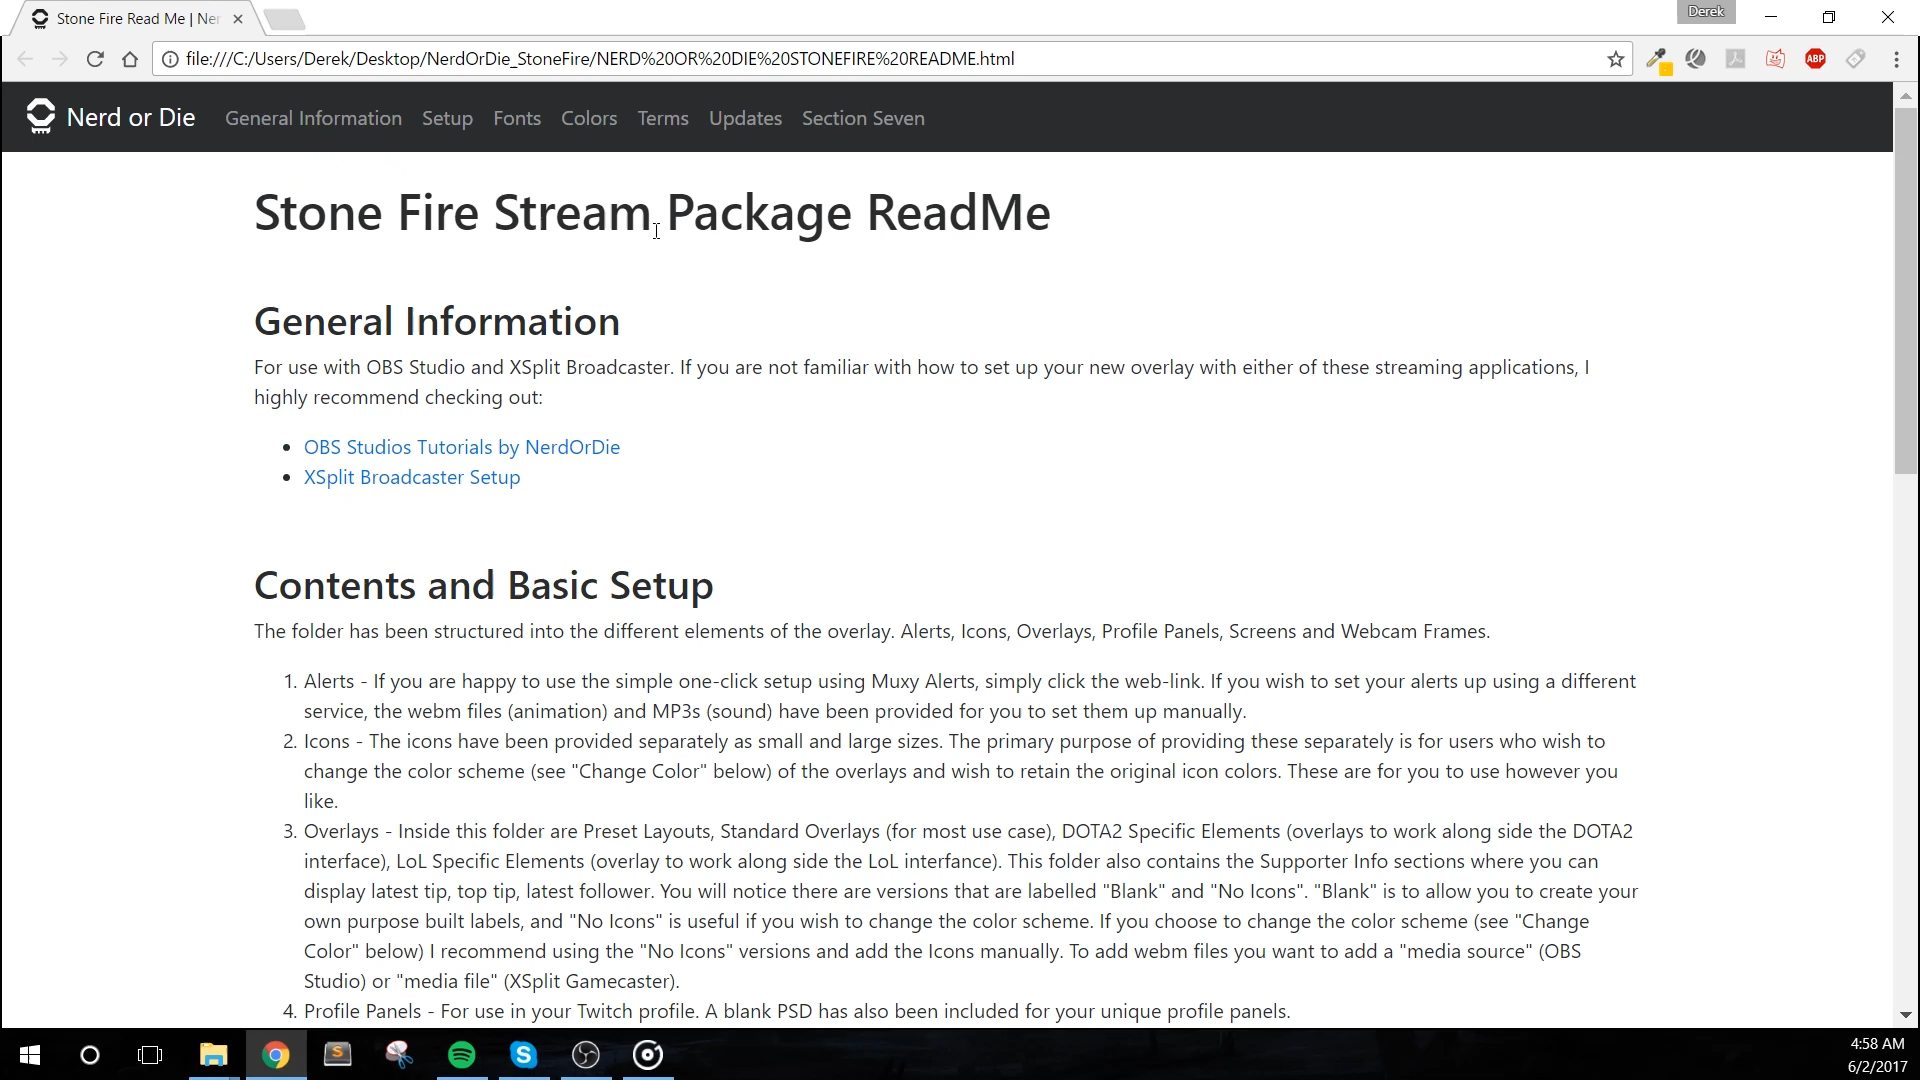 Stone Fire Read Me | Ner
Derek
file:///C:/Users/Derek/Desktop/NerdOrDie_StoneFire/NERD%20OR%20DIE%20STONEFIRE%20README.html
ABP
Nerd or Die General Information Setup Fonts Colors Terms Updates Section Seven
Stone Fire Stream Package ReadMe
General Information
For use with OBS Studio and XSplit Broadcaster. If you are not familiar with how to set up your new overlay with either of these streaming applications, I
highly recommend checking out:
• OBS Studios Tutorials by NerdOrDie
• XSplit Broadcaster Setup
Contents and Basic Setup
The folder has been structured into the different elements of the overlay. Alerts, Icons, Overlays, Profile Panels, Screens and Webcam Frames.
1. Alerts - If you are happy to use the simple one-click setup using Muxy Alerts, simply click the web-link. If you wish to set your alerts up using a different
service, the webm files (animation) and MP3s (sound) have been provided for you to set them up manually.
2. Icons - The icons have been provided separately as small and large sizes. The primary purpose of providing these separately is for users who wish to
change the color scheme (see "Change Color" below) of the overlays and wish to retain the original icon colors. These are for you to use however you
like.
3. Overlays - Inside this folder are Preset Layouts, Standard Overlays (for most use case), DOTA2 Specific Elements (overlays to work along side the DOTA2
interface), LoL Specific Elements (overlay to work along side the LoL interfance). This folder also contains the Supporter Info sections where you can
display latest tip, top tip, latest follower. You will notice there are versions that are labelled "Blank" and "No Icons". "Blank" is to allow you to create your
own purpose built labels, and "No Icons" is useful if you wish to change the color scheme. If you choose to change the color scheme (see "Change
Color" below) I recommend using the "No Icons" versions and add the Icons manually. To add webm files you want to add a "media source" (OBS
Studio) or "media file" (XSplit Gamecaster).
4. Profile Panels - For use in your Twitch profile. A blank PSD has also been included for your unique profile panels.
4:58 AM
6/2/2017